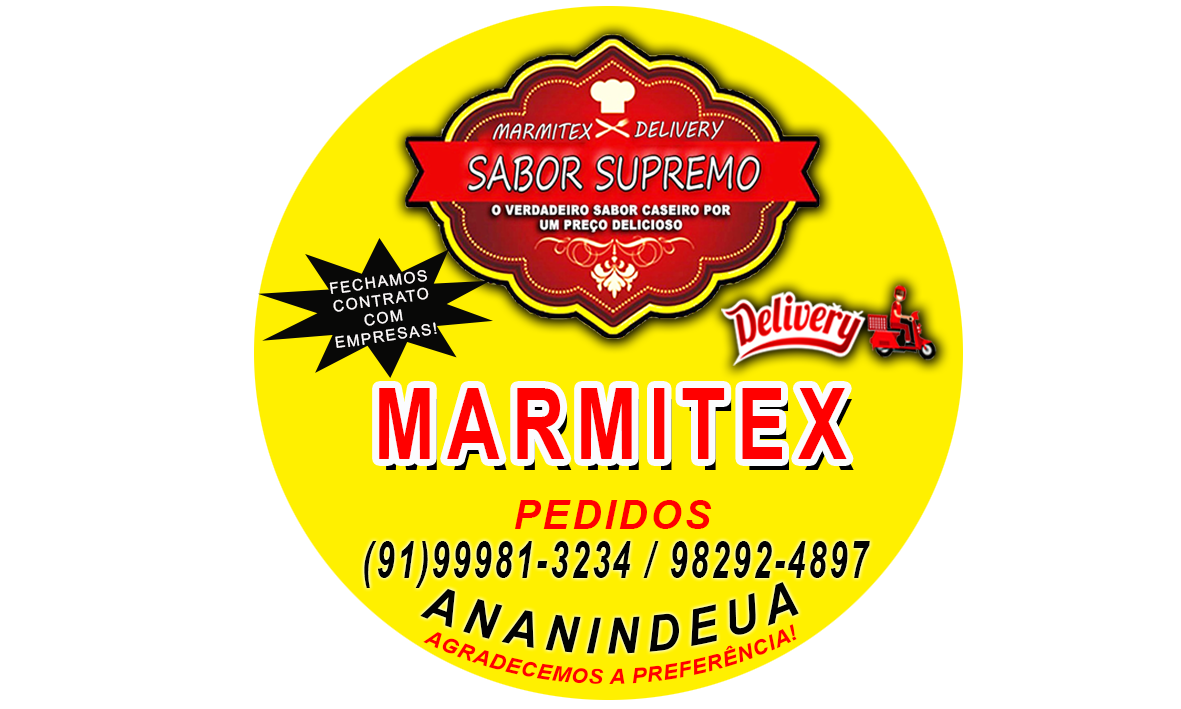 MARMITEX DELIVERY
SABOR SUPREMO
O VERDADEIRO SABOR CASEIRO POR
UM PREÇO DELICIOSO
FECHAMOS
CONTRATO
COM
EMPRESAS!
Delivery
MARMITEX
PEDIDOS
(91)99981-3234 / 98292-4897
ANANINDEUA
AGRADECEMOS A PREFERÊNCIA!